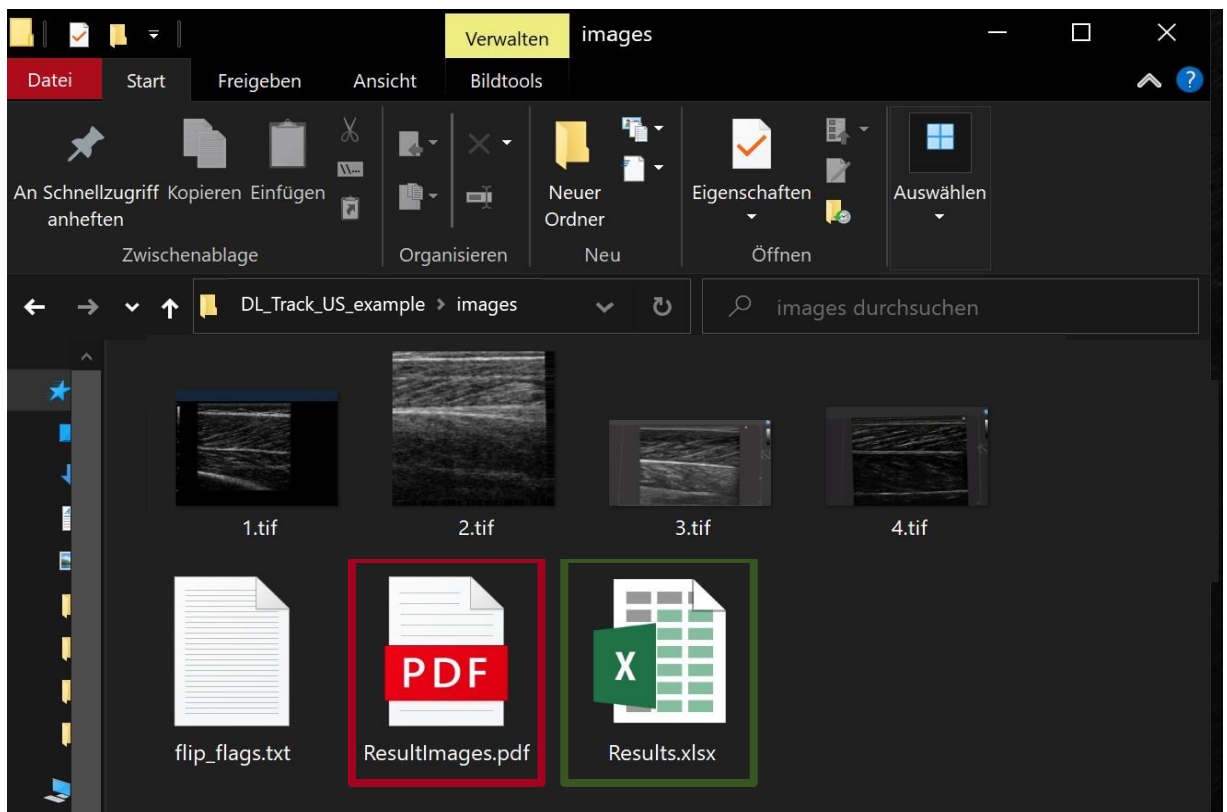 Verwalten
images
Datei
Start
Freigeben
Ansicht
Bildtools
?
An Schnellzugriff
anheften
Kopieren
Einfügen
Neuer
Ordner
Eigenschaften
Auswählen
Zwischenablage
Organisieren
Neu
Öffnen
DL_Track_US_example > images
images durchsuchen
1.tif
2.tif
3.tif
4.tif
PDF
X
flip_flags.txt
ResultImages.pdf
Results.xlsx